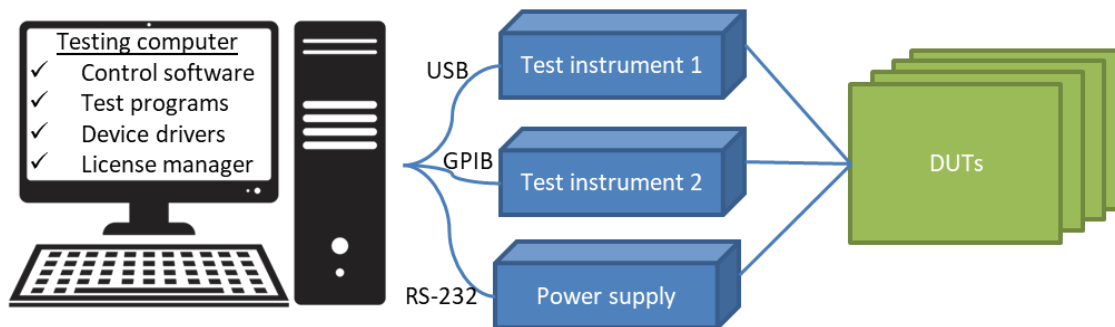 Testing computer
✓ Control software
✓ Test programs
✓ Device drivers
✓ License manager
USB
GPIB
RS-232
Test instrument 1
Test instrument 2
Power supply
DUTs